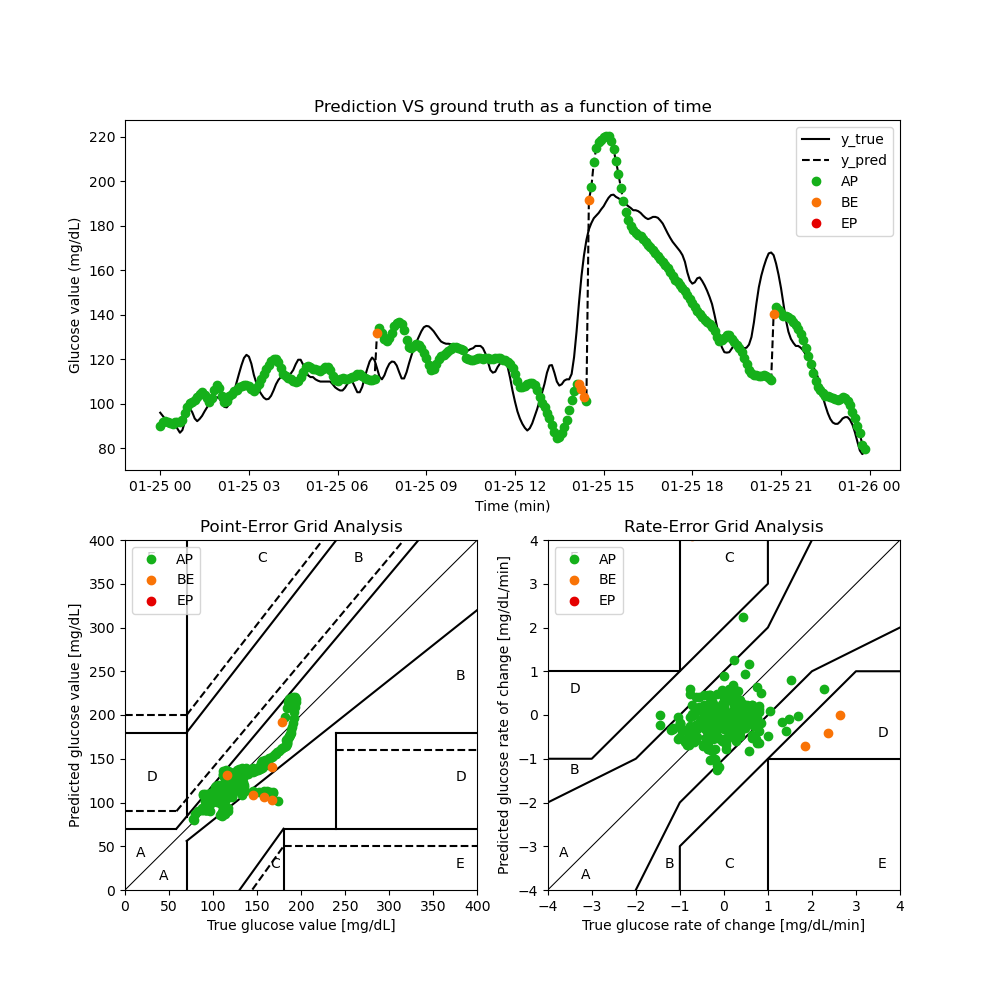 Prediction VS ground truth as a function of time
Glucose value (mg/dL)
220
200
180
160
140
120
100
80
y_true
y_pred
AP
BE
EP
01-25 00 01-25 03 01-25 06 01-25 09 01-25 12 01-25 15 01-25 18 01-25 21 01-26 00
Time (min)
Point-Error Grid Analysis
Predicted glucose value [mg/dL]
400
350
300
250
200
150
100
50
0
AP
BE
EP
C
B
B
D
D
A
A
C
E
0 50 100 150 200 250 300 350 400
True glucose value [mg/dL]
Rate-Error Grid Analysis
Predicted glucose rate of change [mg/dL/min]
4
3
2
1
0
−1
−2
−3
−4
AP
BE
EP
C
D
D
B
A
A
B
C
E
−4 −3 −2 −1 0 1 2 3 4
True glucose rate of change [mg/dL/min]